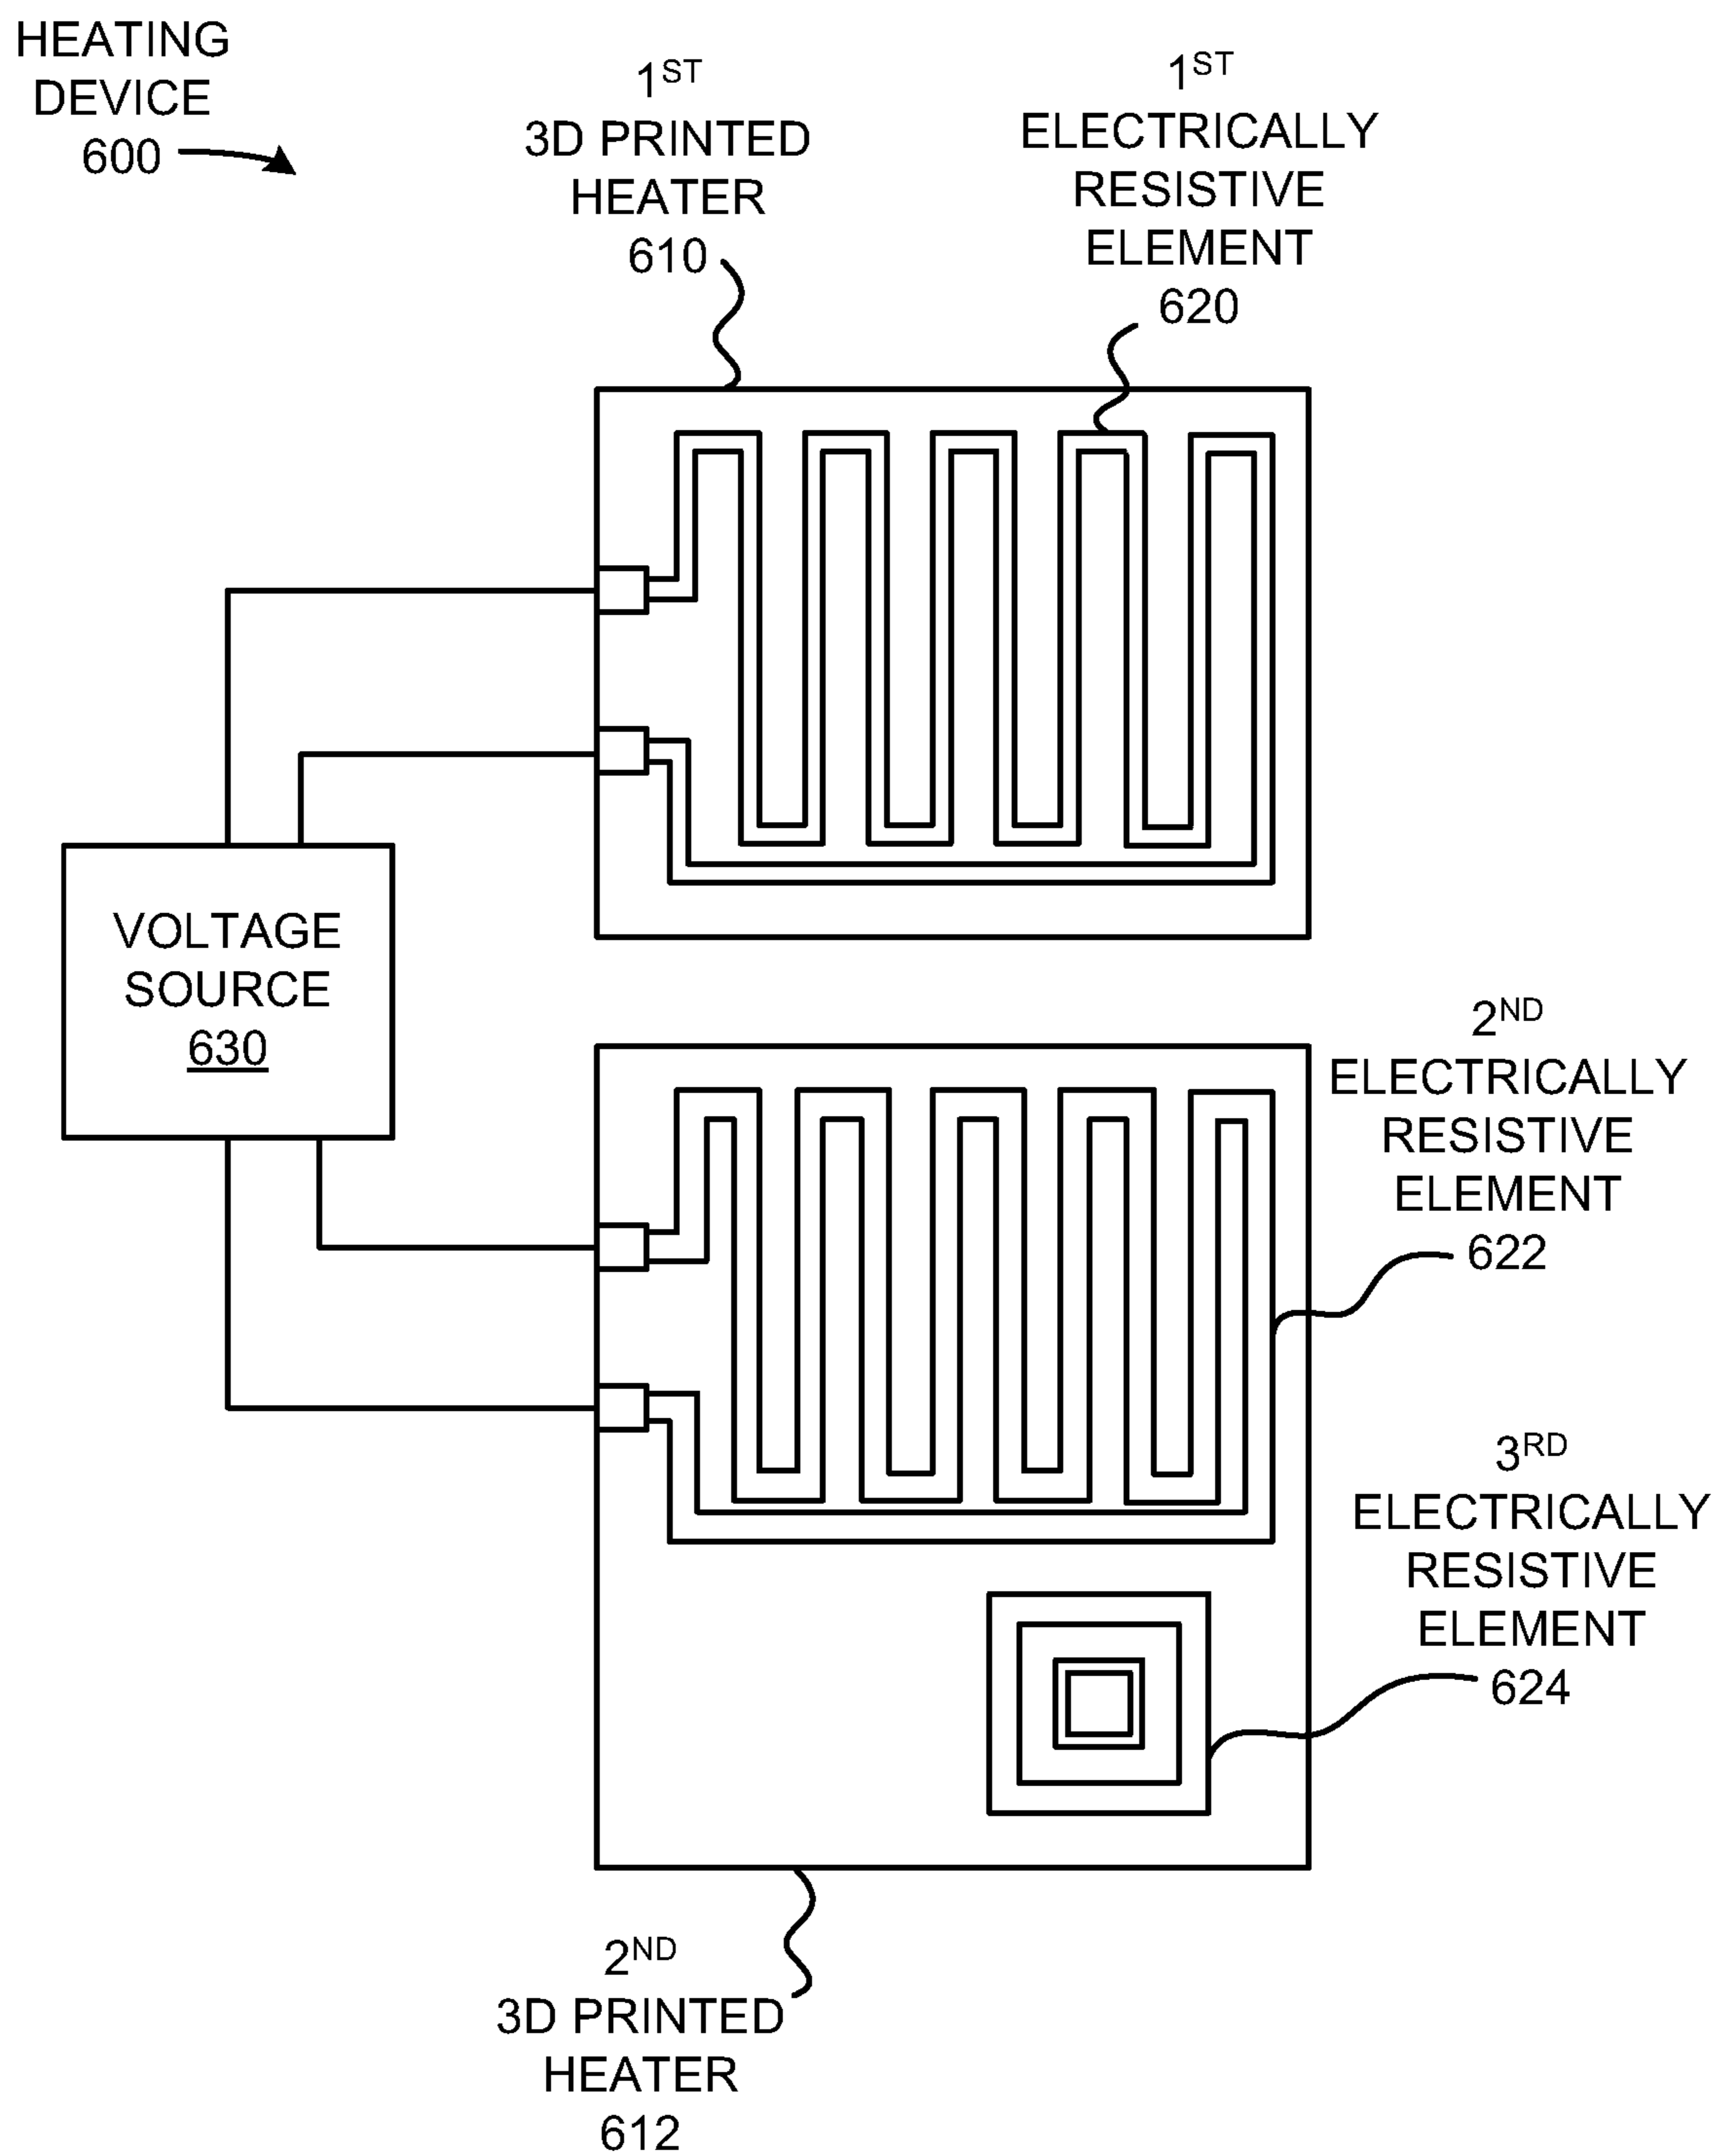 HEATING
DEVICE
600
1ST
3D PRINTED
HEATER
610
1ST
ELECTRICALLY
RESISTIVE
ELEMENT
620
VOLTAGE
SOURCE
630
2ND
ELECTRICALLY
RESISTIVE
ELEMENT
622
3RD
ELECTRICALLY
RESISTIVE
ELEMENT
624
2ND
3D PRINTED
HEATER
612